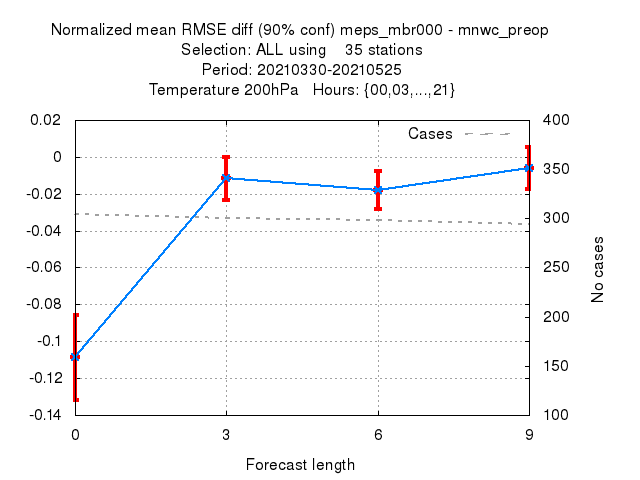 Normalized mean RMSE diff (90% conf) meps_mbr000 - mnwc_preop
Selection: ALL using    35 stations
Period: 20210330-20210525
Temperature 200hPa   Hours: {00,03,...,21}
0.02
0
-0.02
-0.04
-0.06
-0.08
-0.1
-0.12
-0.14
Cases
400
350
300
250
200
150
100
No cases
0 3 6 9
Forecast length